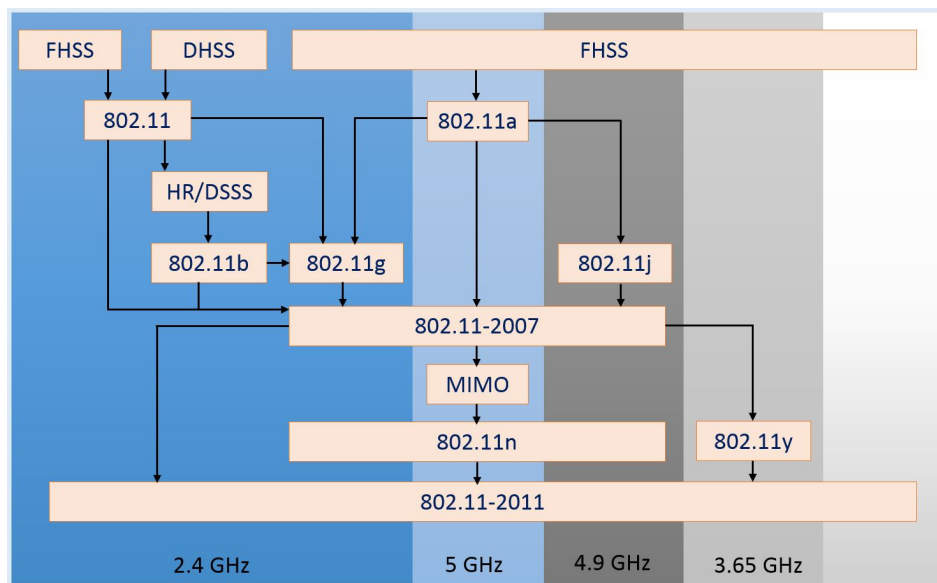 FHSS
DHSS
FHSS
802.11
802.11a
HR/DSSS
802.11b
802.11g
802.11j
802.11-2007
MIMO
802.11n
802.11y
802.11-2011
2.4 GHz
5 GHz
4.9 GHz
3.65 GHz